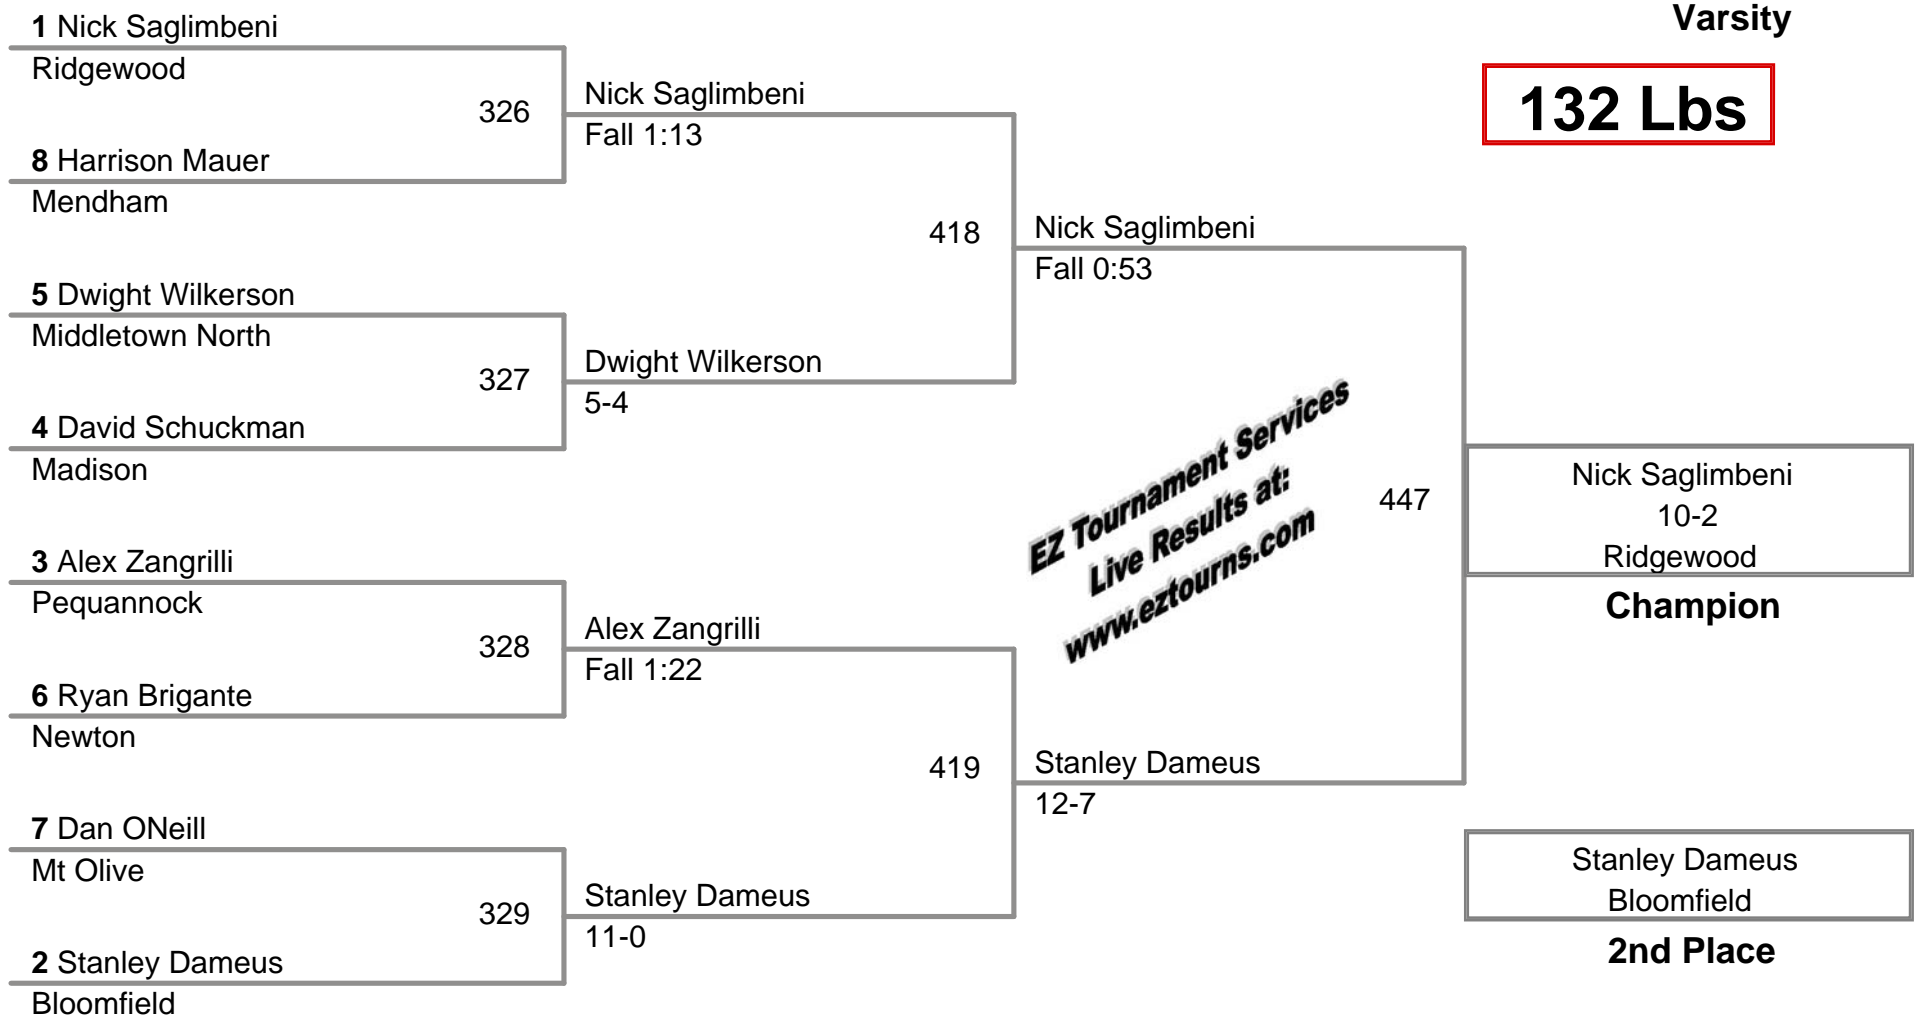 Varsity
132 Lbs
1 Nick Saglimbeni
Ridgewood
326
8 Harrison Mauer
Mendham
5 Dwight Wilkerson
Middletown North
327
4 David Schuckman
Madison
3 Alex Zangrilli
Pequannock
328
6 Ryan Brigante
Newton
7 Dan ONeill
Mt Olive
329
2 Stanley Dameus
Bloomfield
Nick Saglimbeni
Fall 1:13
418
Dwight Wilkerson
5-4
Alex Zangrilli
Fall 1:22
419
Stanley Dameus
11-0
Nick Saglimbeni
Fall 0:53
EZ Tournament Services
Live Results at:
www.eztourns.com
447
Stanley Dameus
12-7
Nick Saglimbeni
10-2
Ridgewood
Champion
Stanley Dameus
Bloomfield
2nd Place